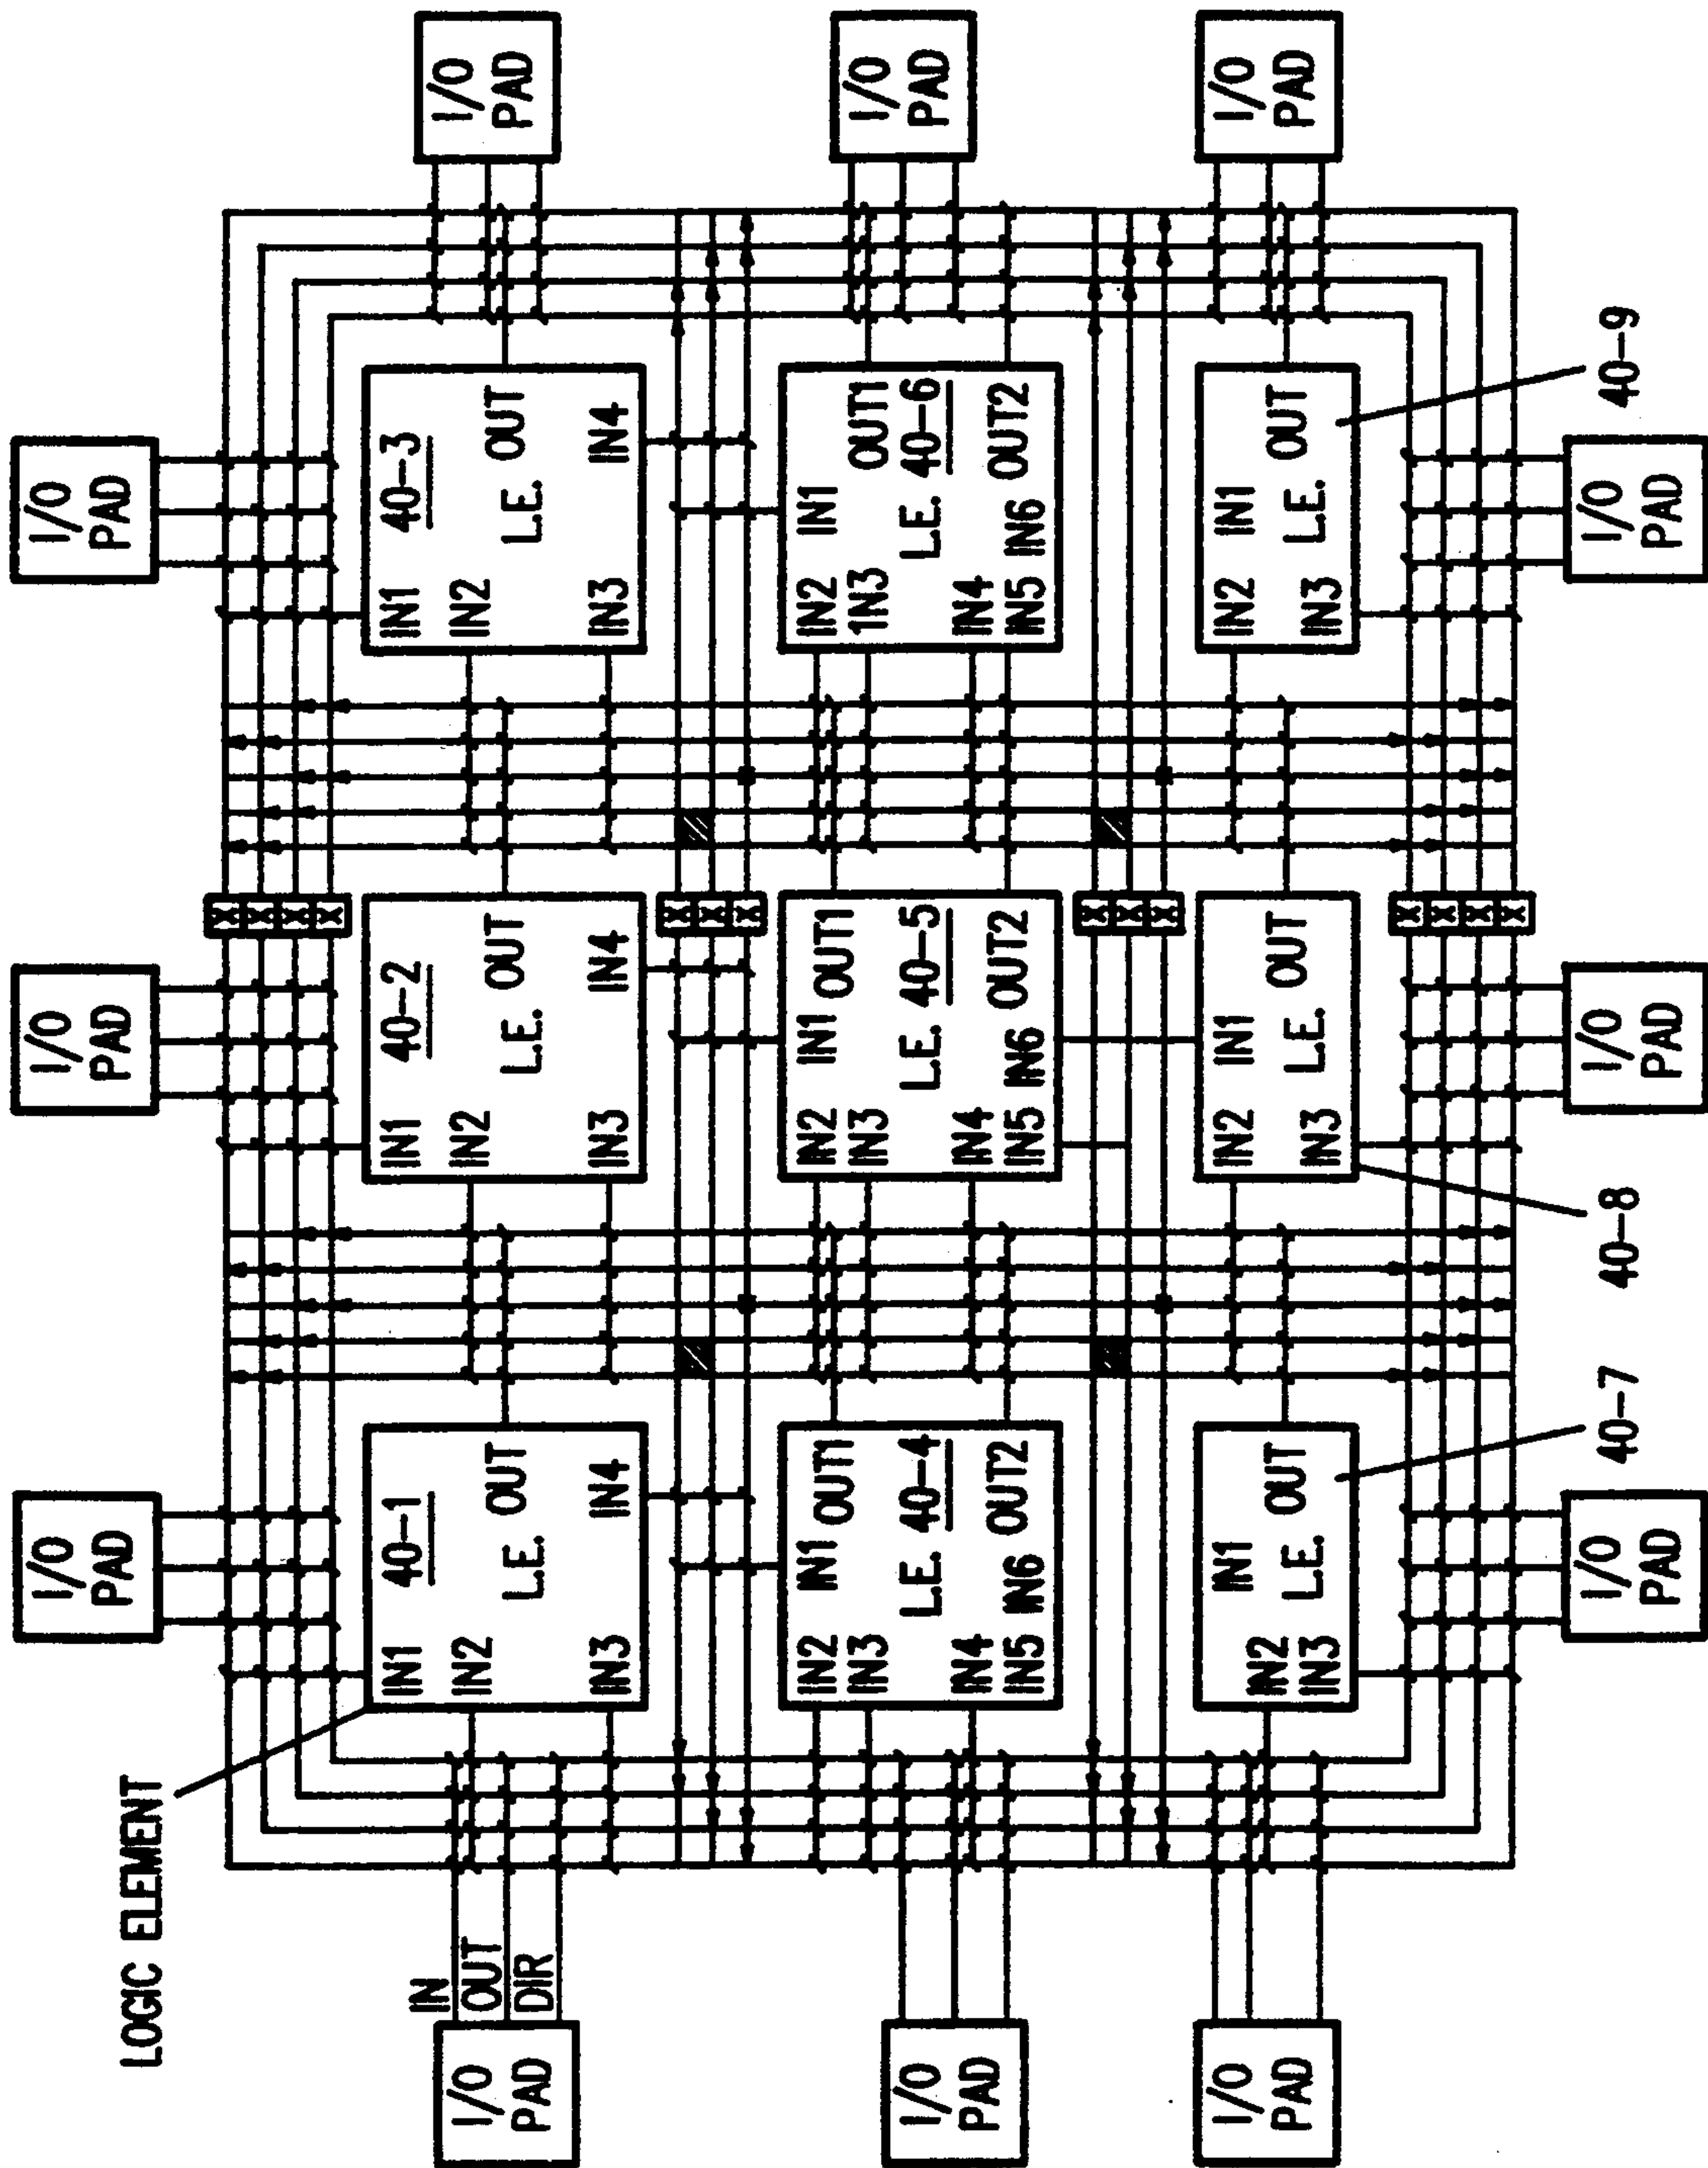 I/O
PAD
I/O
PAD
I/O
PAD
LOGIC ELEMENT
I/O
PAD
IN
OUT
DIR
IN1
40-1
IN2
L.E.
OUT
IN3
IN4
IN1
40-2
IN2
L.E.
OUT
IN3
IN4
IN1
40-3
IN2
L.E.
OUT
IN3
IN4
I/O
PAD
X
X
X
X
X
X
X
I/O
PAD
IN2
IN1
OUT1
IN3
L.E. 40-4
IN4
IN5
IN6
OUT2
IN2
IN1
OUT1
IN3
L.E. 40-5
IN4
IN5
IN6
OUT2
IN2
IN1
OUT1
1N3
L.E. 40-6
IN4
IN5
IN6
OUT2
I/O
PAD
X
X
X
I/O
PAD
IN1
IN2
L.E.
OUT
IN3
IN2
IN1
L.E.
OUT
IN3
IN2
IN1
L.E.
OUT
IN3
I/O
PAD
X
X
X
X
40-7
40-8
40-9
I/O
PAD
I/O
PAD
I/O
PAD